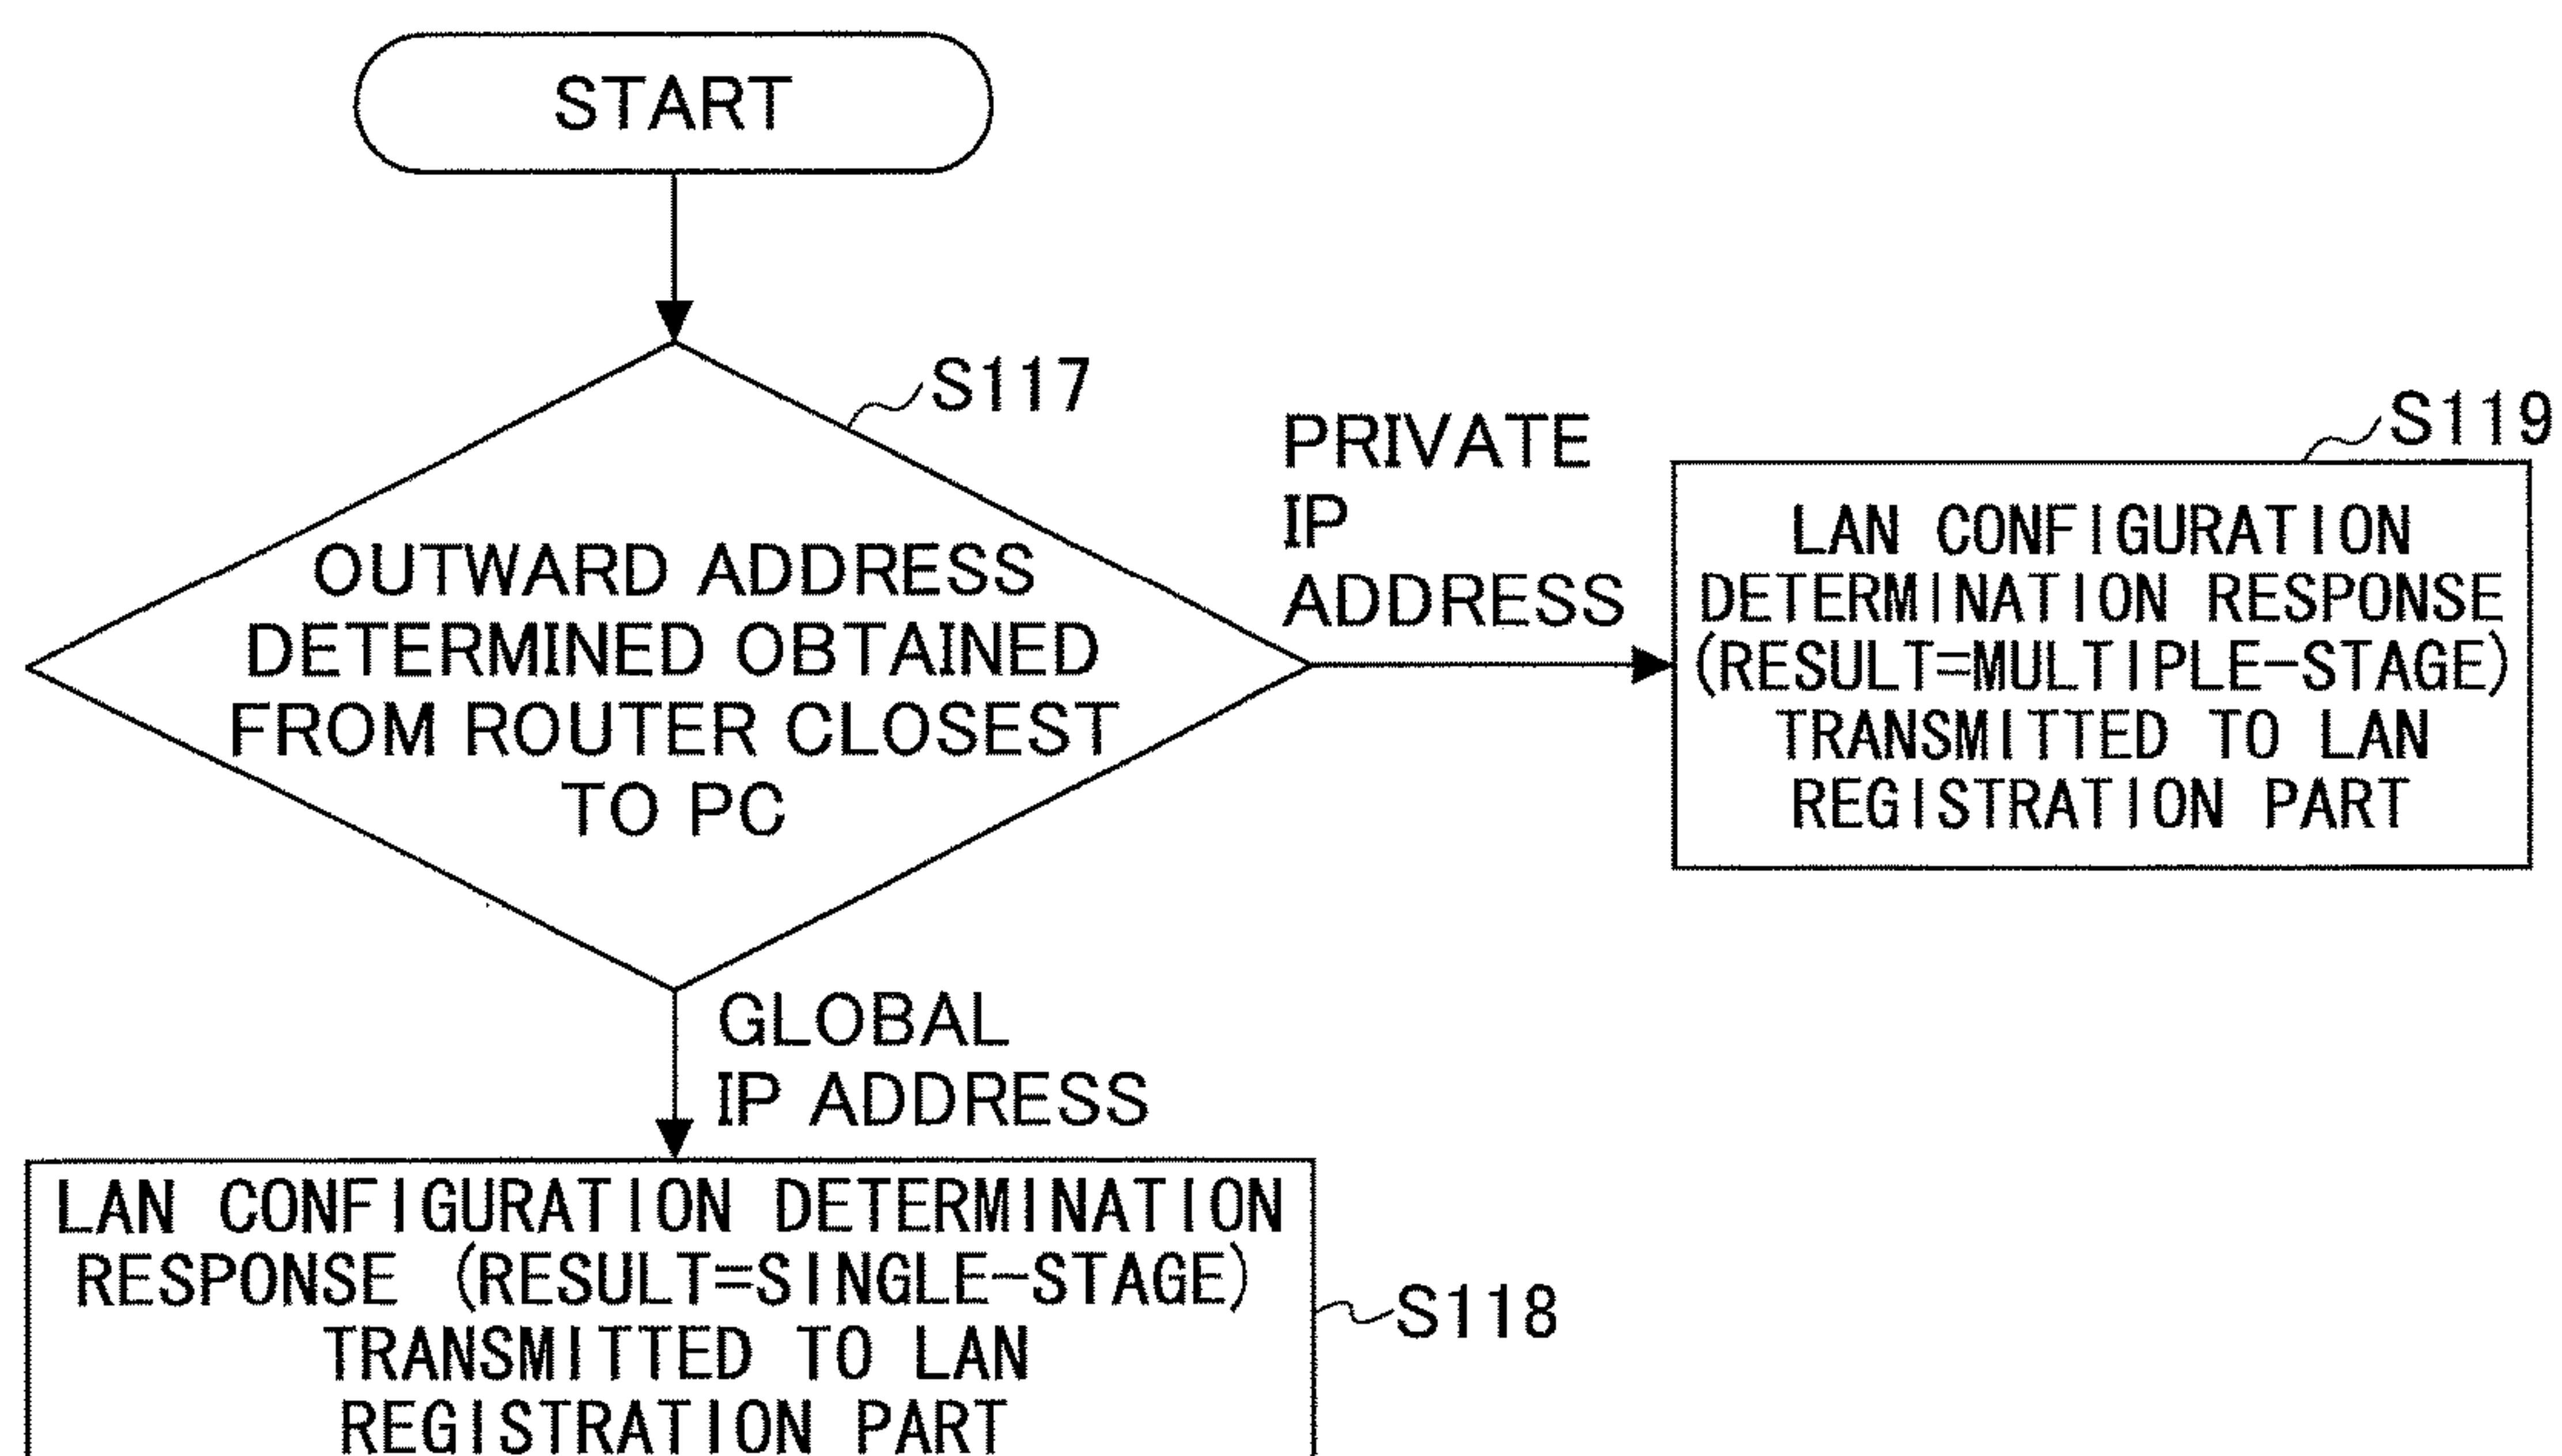 START
S117
OUTWARD ADDRESS
DETERMINED OBTAINED
FROM ROUTER CLOSEST
TO PC
PRIVATE
IP
ADDRESS
S119
LAN CONFIGURATION
DETERMINATION RESPONSE
(RESULT=MULTIPLE-STAGE)
TRANSMITTED TO LAN
REGISTRATION PART
GLOBAL
IP ADDRESS
LAN CONFIGURATION DETERMINATION
RESPONSE (RESULT=SINGLE-STAGE)
TRANSMITTED TO LAN
REGISTRATION PART
S118